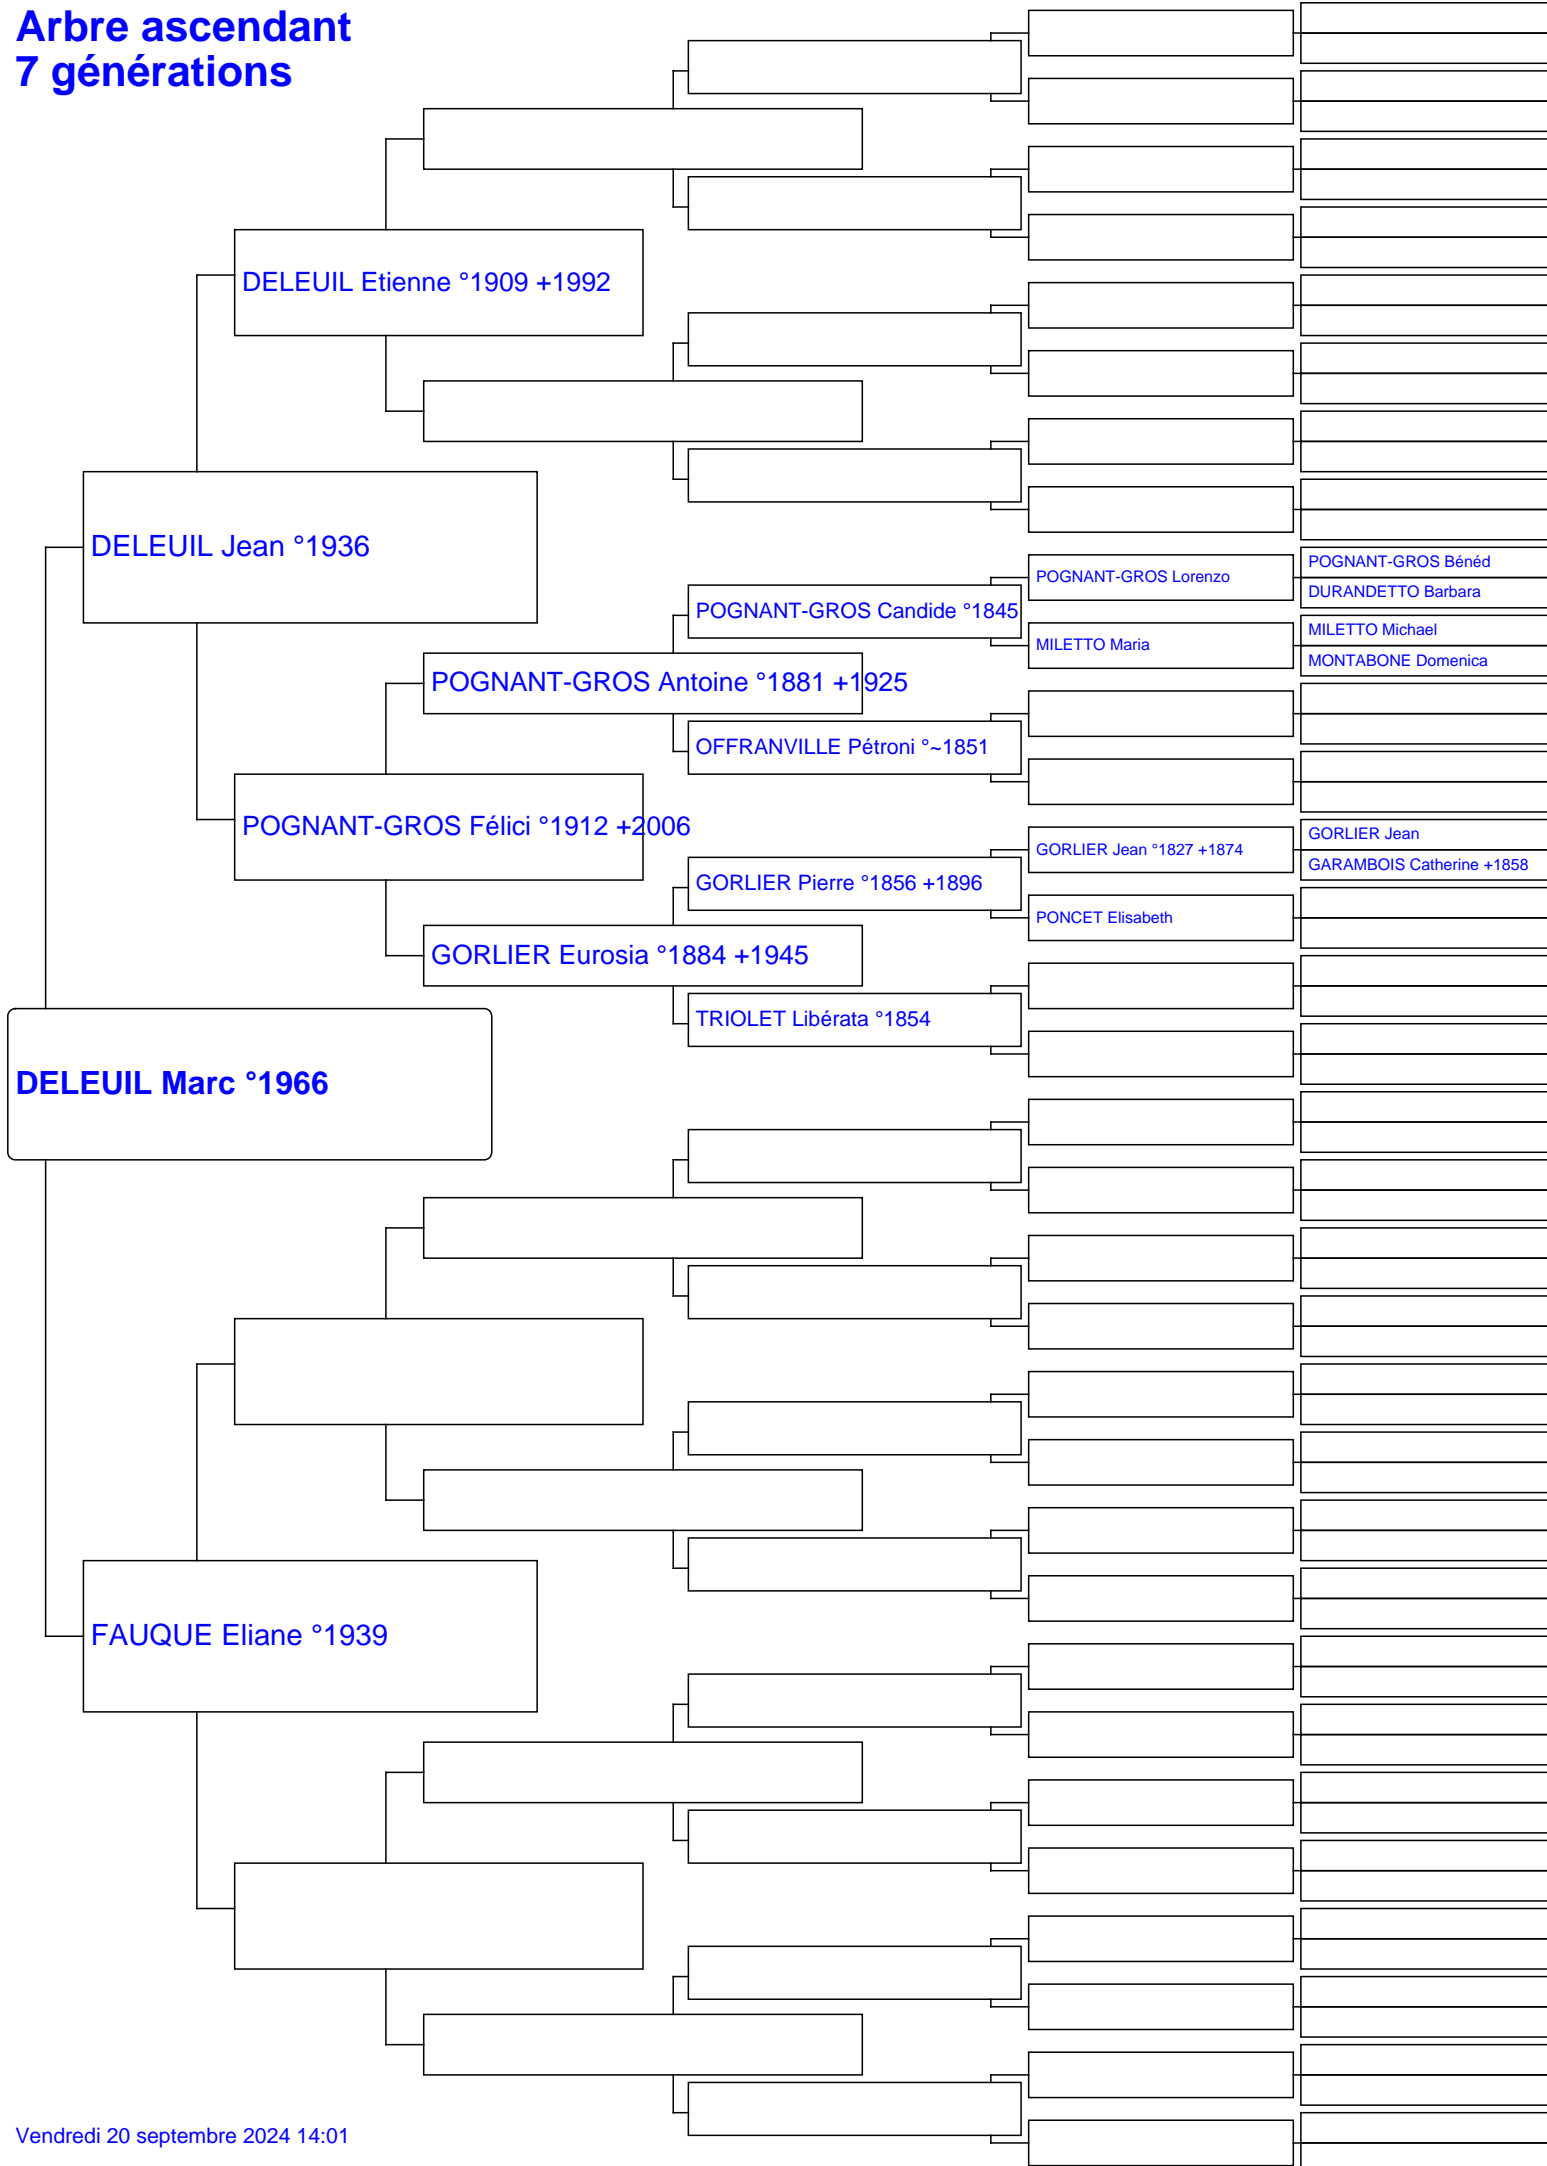 Arbre ascendant
7 générations
DELEUIL Etienne °1909 +1992
DELEUIL Jean °1936
POGNANT-GROS Bénéd
POGNANT-GROS Lorenzo
DURANDETTO Barbara
POGNANT-GROS Candide °1845
MILETTO Michael
MILETTO Maria
MONTABONE Domenica
POGNANT-GROS Antoine °1881 +1925
OFFRANVILLE Pétroni °~1851
POGNANT-GROS Félici °1912 +2006
GORLIER Jean
GORLIER Jean °1827 +1874
GARAMBOIS Catherine +1858
GORLIER Pierre °1856 +1896
PONCET Elisabeth
GORLIER Eurosia °1884 +1945
TRIOLET Libérata °1854
DELEUIL Marc °1966
FAUQUE Eliane °1939
Vendredi 20 septembre 2024 14:01